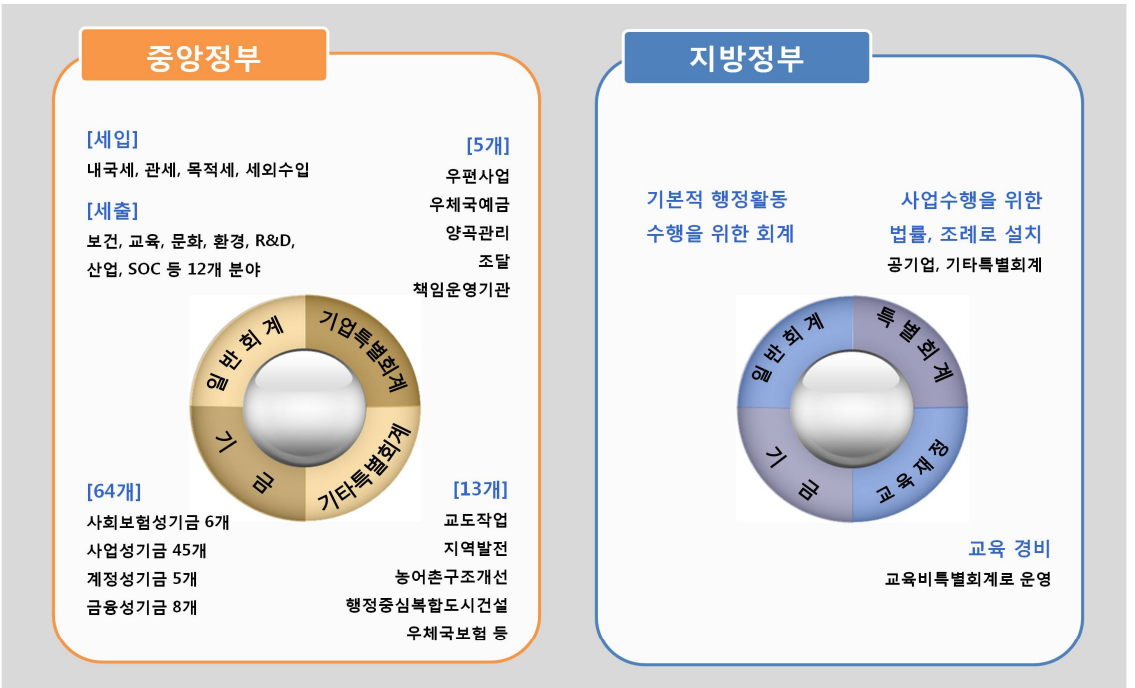 중앙정부
[세입]
내국세, 관세, 목적세, 세외수입
[세출]
보건, 교육, 문화, 환경, R&D,
산업, SOC 등 12개 분야
[5개]
우편사업
우체국예금
양곡관리
조달
책임운영기관
일반회계
기업특별회계
기금
기타특별회계
[64개]
사회보험성기금 6개
사업성기금 45개
계정성기금 5개
금융성기금 8개
[13개]
교도작업
지역발전
농어촌구조개선
행정중심복합도시건설
우체국보험 등
지방정부
기본적 행정활동
수행을 위한 회계
사업수행을 위한
법률, 조례로 설치
공기업, 기타특별회계
일반회계
특별회계
기금
교육재정
교육 경비
교육비특별회계로 운영